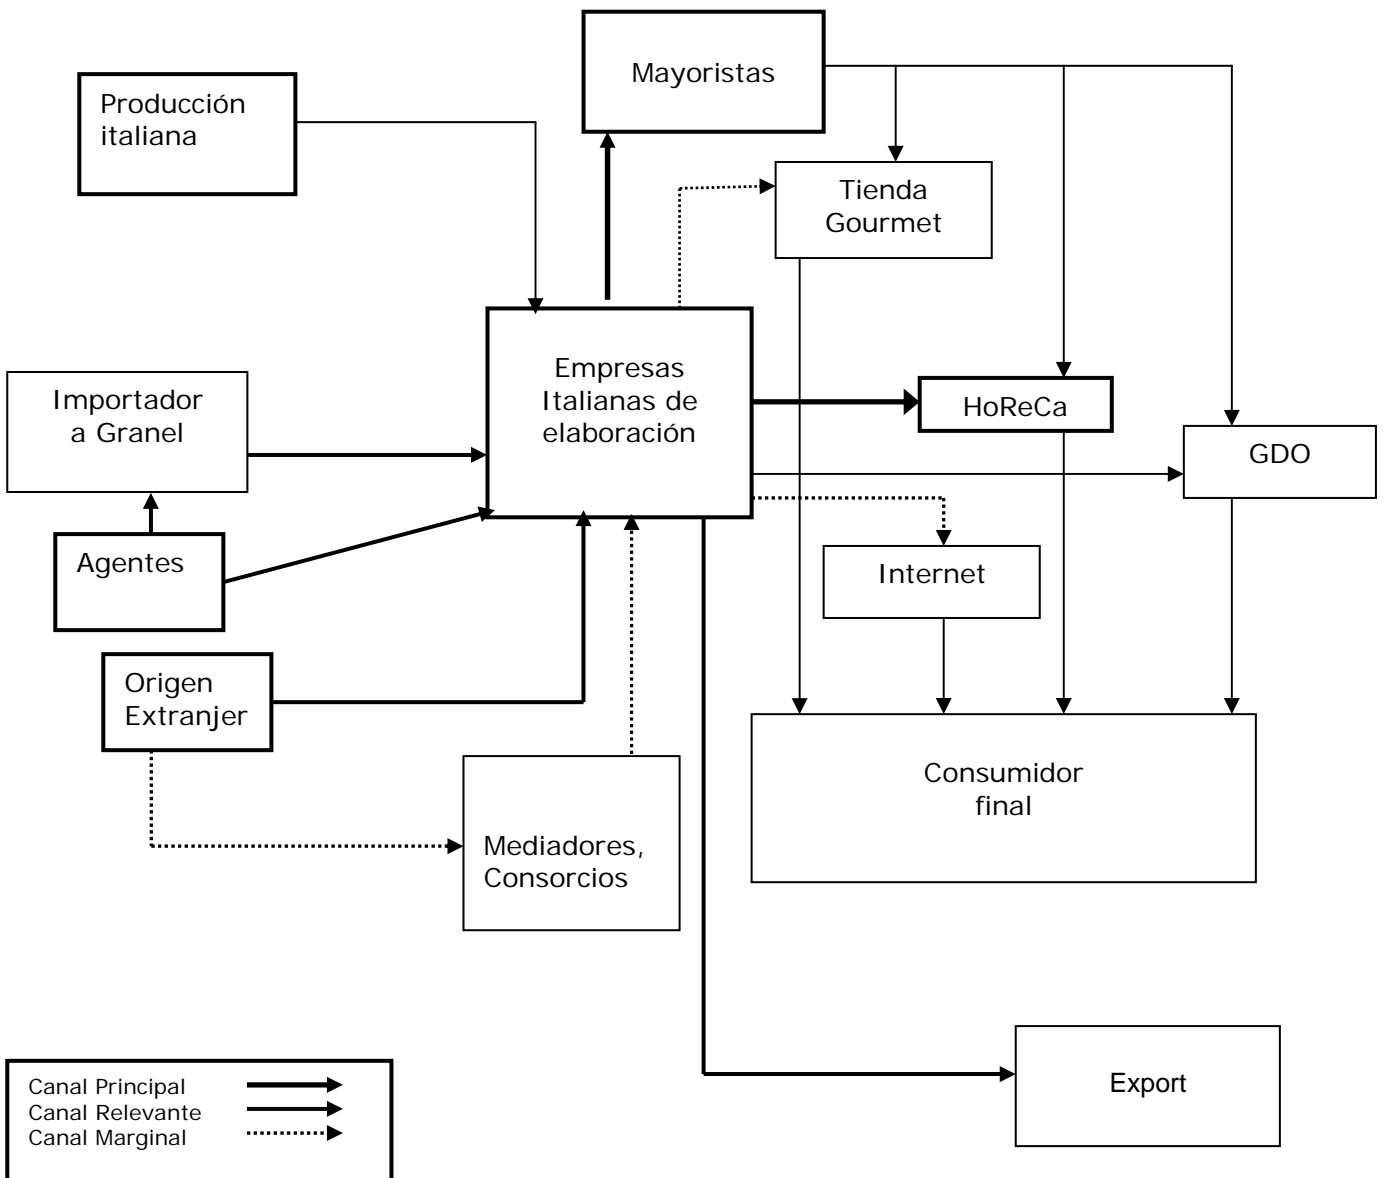 Mayoristas
Producción
italiana
Tienda
Gourmet
Empresas
Italianas de
elaboración
Importador
a Granel
HoReCa
GDO
Agentes
Internet
Origen
Extranjer
Consumidor
final
Mediadores,
Consorcios
Export
Canal Principal
Canal Relevante
Canal Marginal